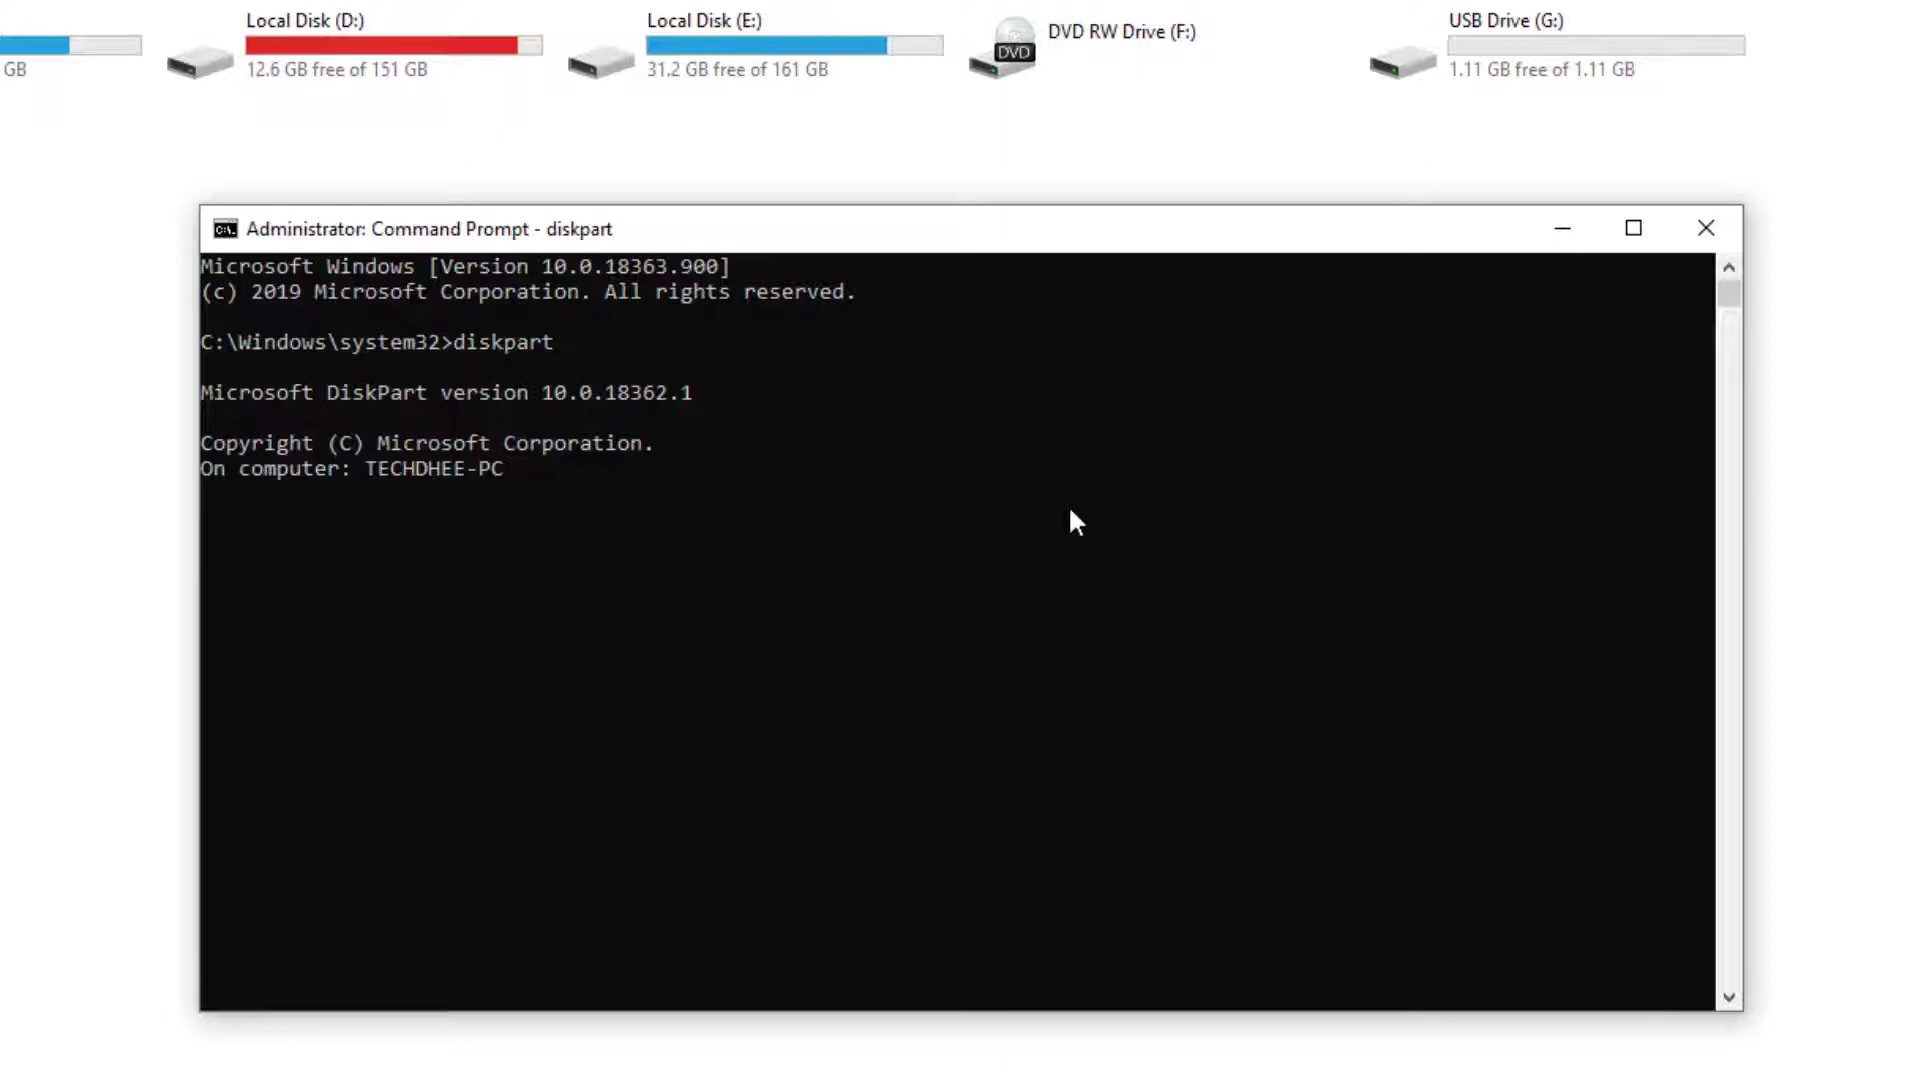 Local Disk (D:)
12.6 GB free of 151 GB
Local Disk (E:)
31.2 GB free of 161 GB
DVD RW Drive (F:)
DVD
USB Drive (G:)
1.11 GB free of 1.11 GB
GB
Administrator: Command Prompt - diskpart
Microsoft Windows [Version 10.0.18363.900]
(c) 2019 Microsoft Corporation. All rights reserved.
C:\Windows\system32>diskpart
Microsoft DiskPart version 10.0.18362.1
Copyright (C) Microsoft Corporation.
On computer: TECHDHEE-PC